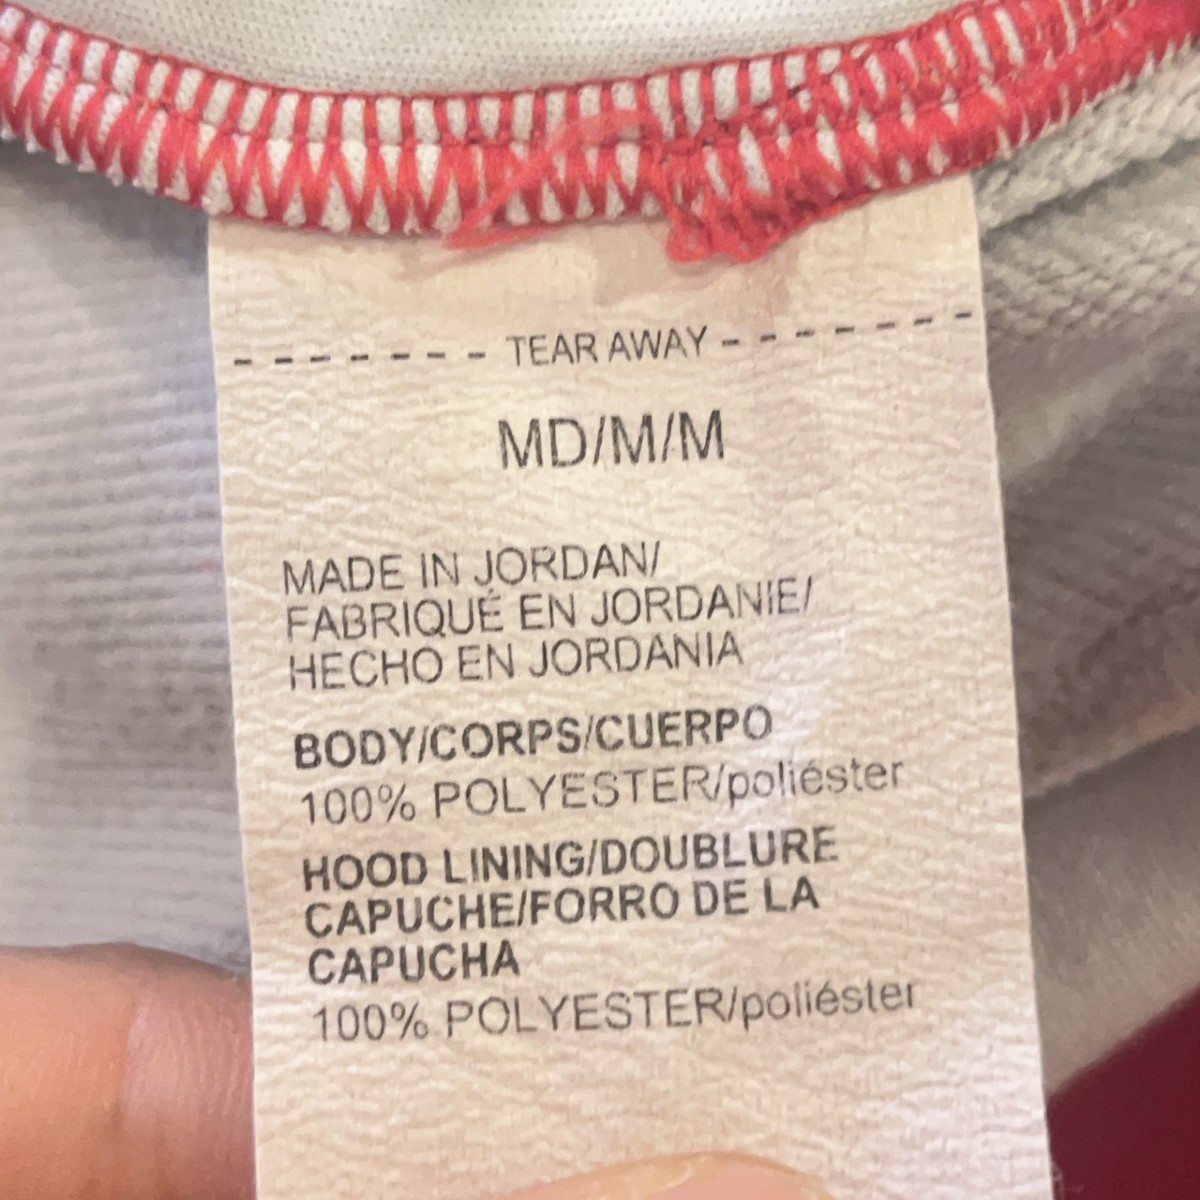 - - - - - - - TEAR AWAY - - - - - - -
MD/M/M
MADE IN JORDAN/
FABRIQUÉ EN JORDANIE/
HECHO EN JORDANIA
BODY/CORPS/CUERPO
100% POLYESTER/poliéster
HOOD LINING/DOUBLURE
CAPUCHE/FORRO DE LA
CAPUCHA
100% POLYESTER/poliéster